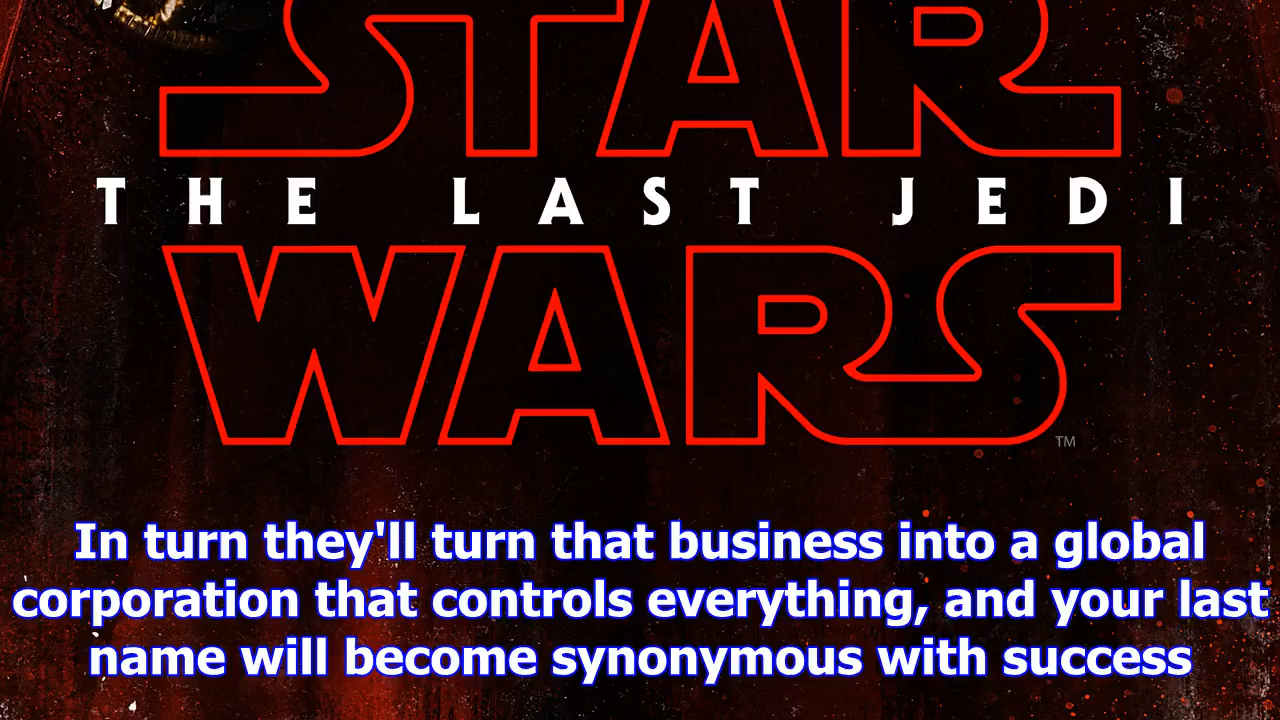 STAR
THE LAST JEDI
WARS
TM
In turn they'll turn that business into a global
corporation that controls everything, and your last
name will become synonymous with success